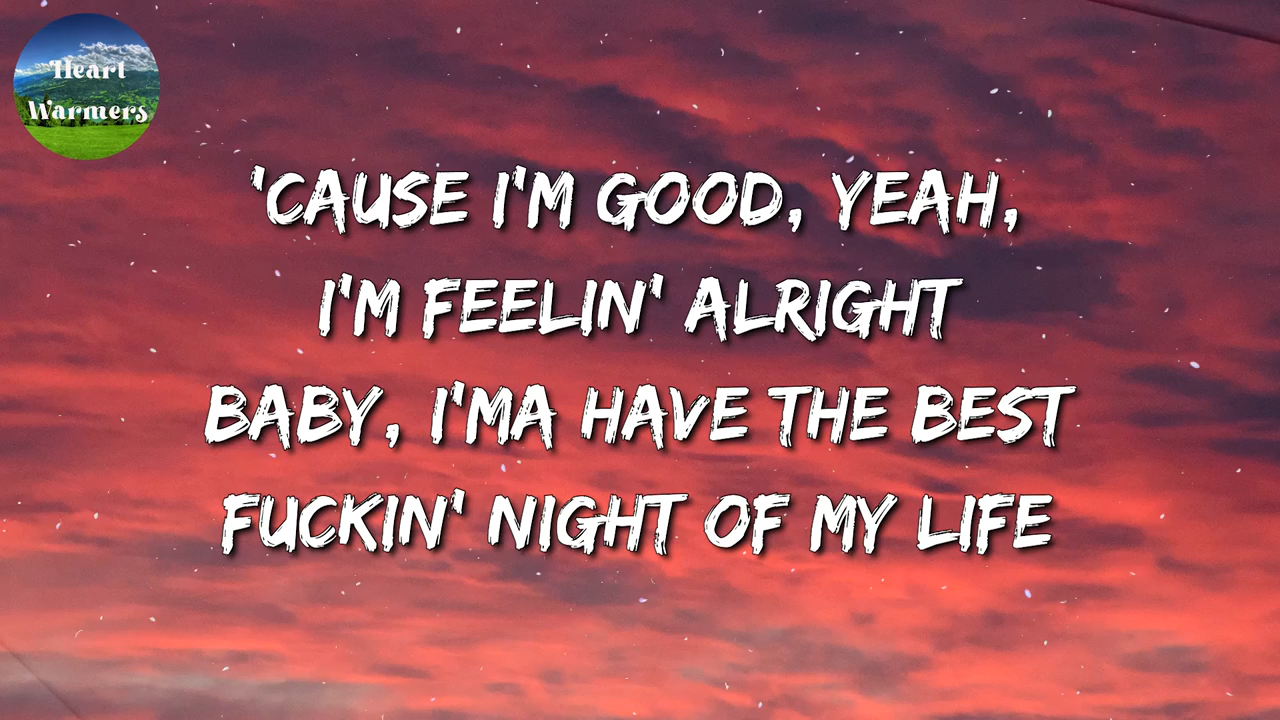 Heart
Warmers
'CAUSE I'M GOOD, YEAH,
I'M FEELIN' ALRIGHT
BABY, I'MA HAVE THE BEST
FUCKIN' NIGHT OF MY LIFE